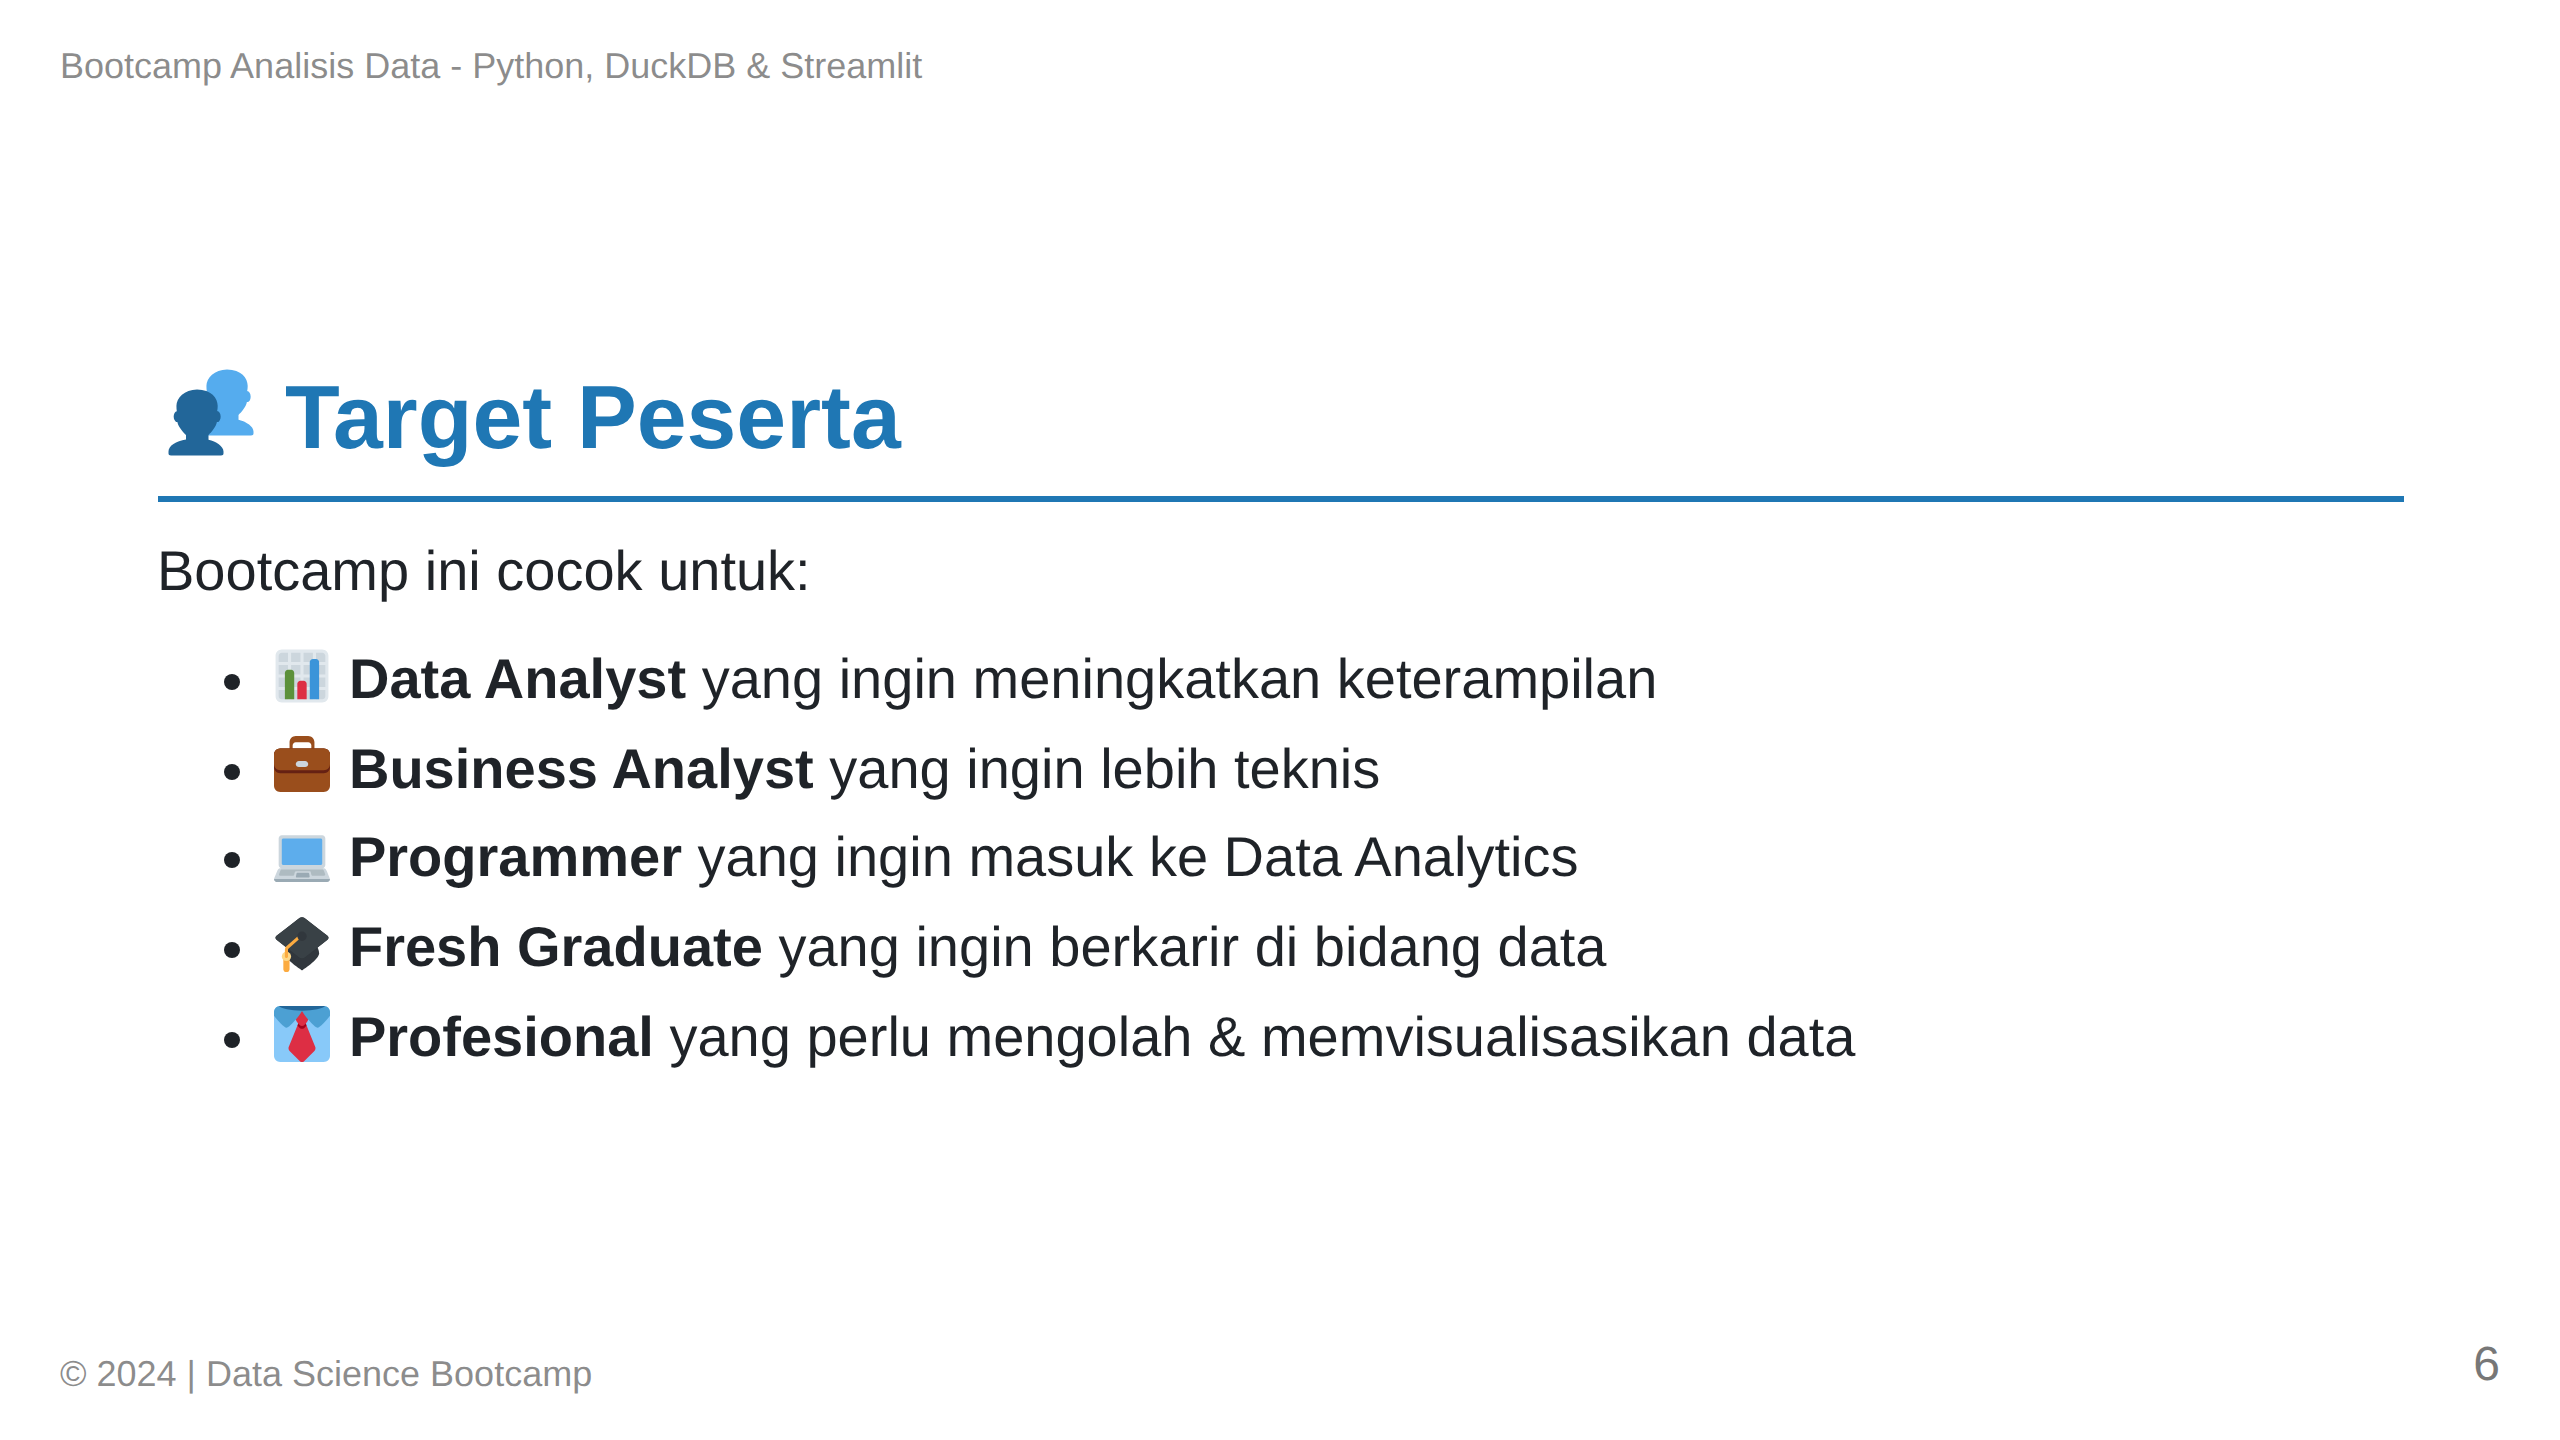 Bootcamp Analisis Data - Python, DuckDB & Streamlit
Target Peserta
Bootcamp ini cocok untuk:
• Data Analyst yang ingin meningkatkan keterampilan
• Business Analyst yang ingin lebih teknis
• Programmer yang ingin masuk ke Data Analytics
• Fresh Graduate yang ingin berkarir di bidang data
• Profesional yang perlu mengolah & memvisualisasikan data
© 2024 | Data Science Bootcamp
6